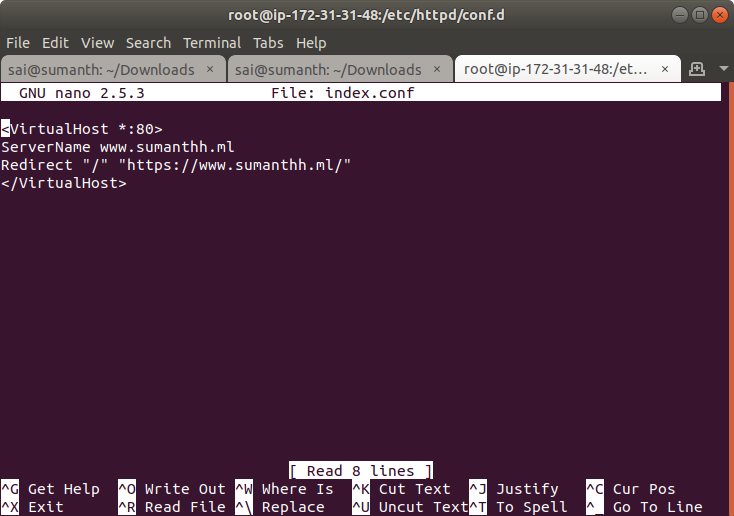 root@ip-172-31-31-48:/etc/httpd/conf.d
File Edit View Search Terminal Tabs Help
sai@sumanth: ~/Downloads × sai@sumanth: ~/Downloads × root@ip-172-31-31-48:/et... ×
GNU nano 2.5.3 File: index.conf
<VirtualHost *:80>
ServerName www.sumanthh.ml
Redirect "/" "https://www.sumanthh.ml/"
</VirtualHost>
[ Read 8 lines ]
^G Get Help ^O Write Out ^W Where Is ^K Cut Text ^J Justify ^C Cur Pos
^X Exit ^R Read File ^\ Replace ^U Uncut Text ^T To Spell ^_ Go To Line